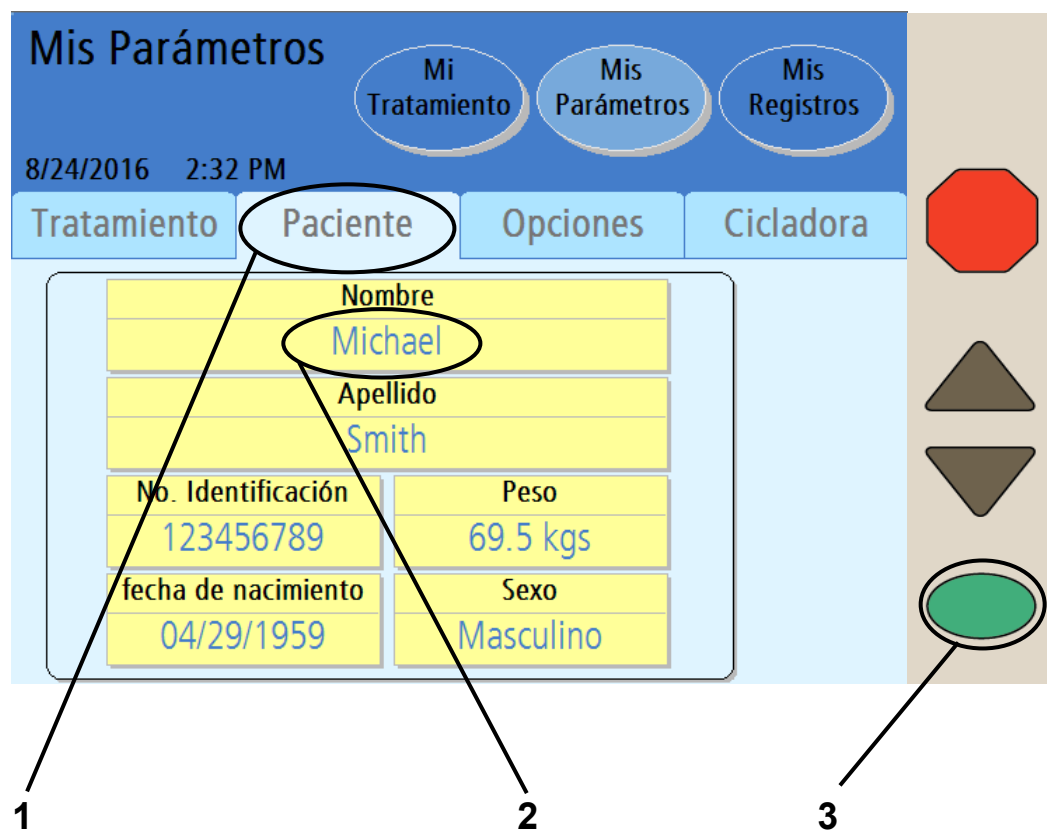 Mis Parámetros
Mi
Tratamiento
Mis
Parámetros
Mis
Registros
8/24/2016 2:32 PM
Tratamiento Paciente Opciones Cicladora
Nombre
Michael
Apellido
Smith
No. Identificación Peso
123456789 69.5 kgs
fecha de nacimiento Sexo
04/29/1959 Masculino
1 2 3